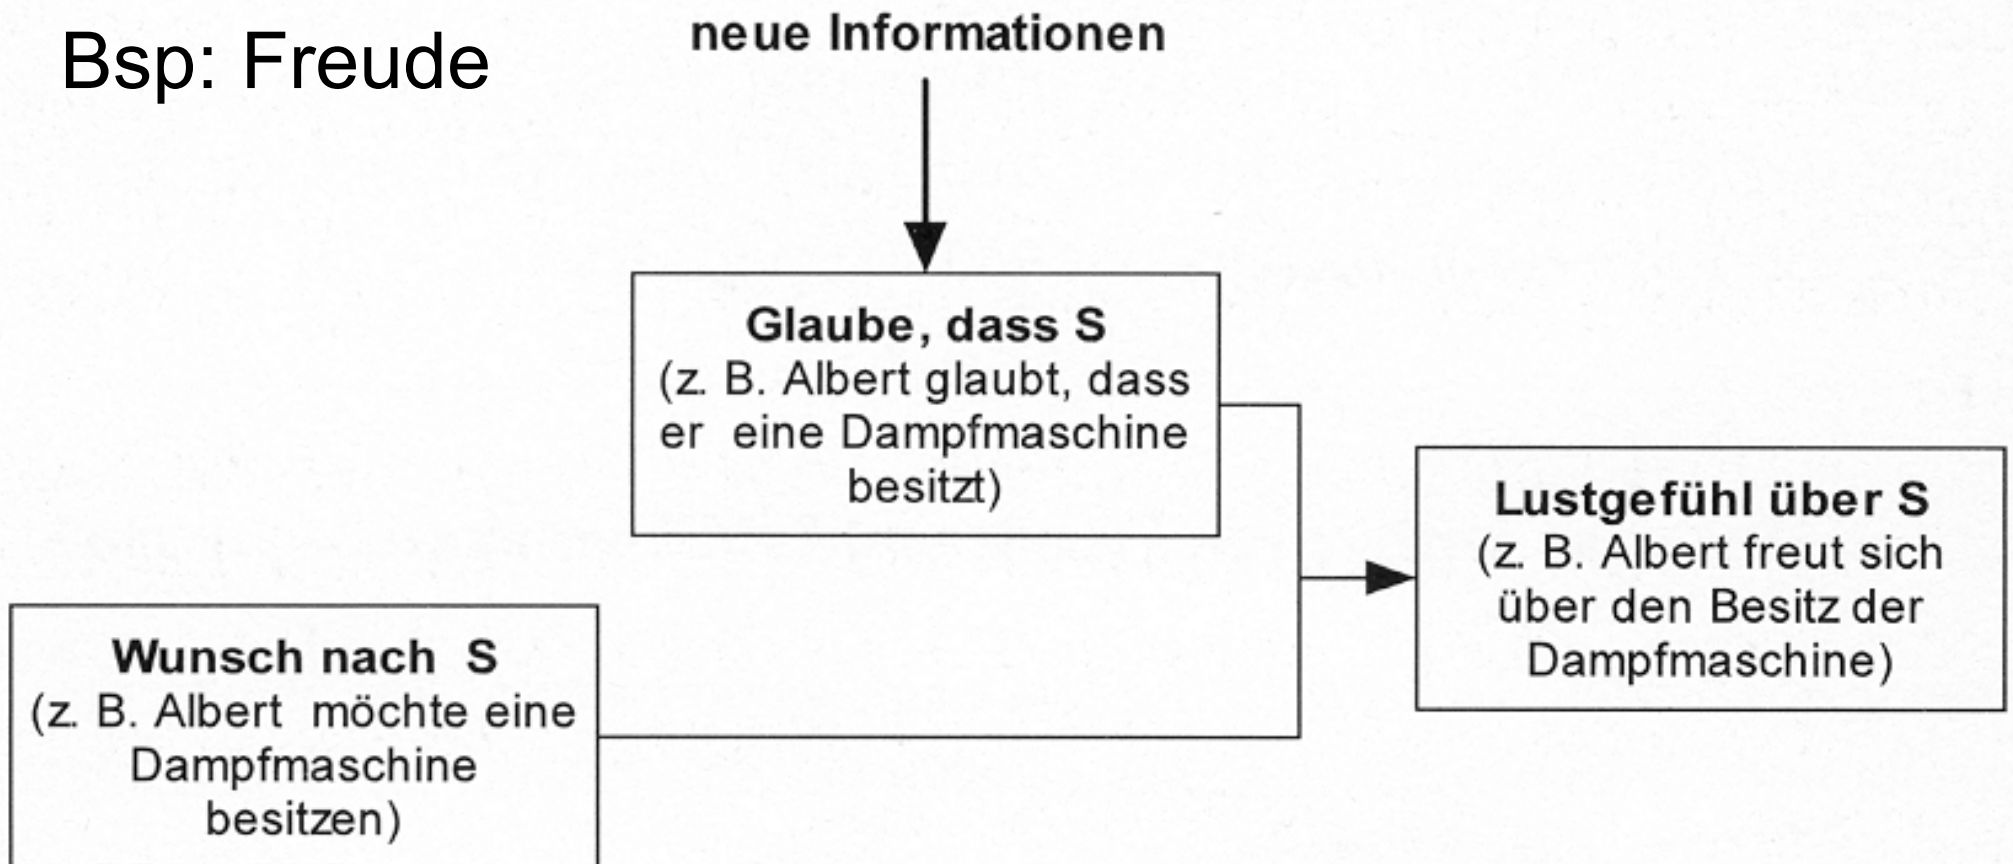 Bsp: Freude
neue Informationen
Glaube, dass S
(z. B. Albert glaubt, dass
er eine Dampfmaschine
besitzt)
Lustgefühl über S
(z. B. Albert freut sich
über den Besitz der
Dampfmaschine)
Wunsch nach S
(z. B. Albert möchte eine
Dampfmaschine
besitzen)